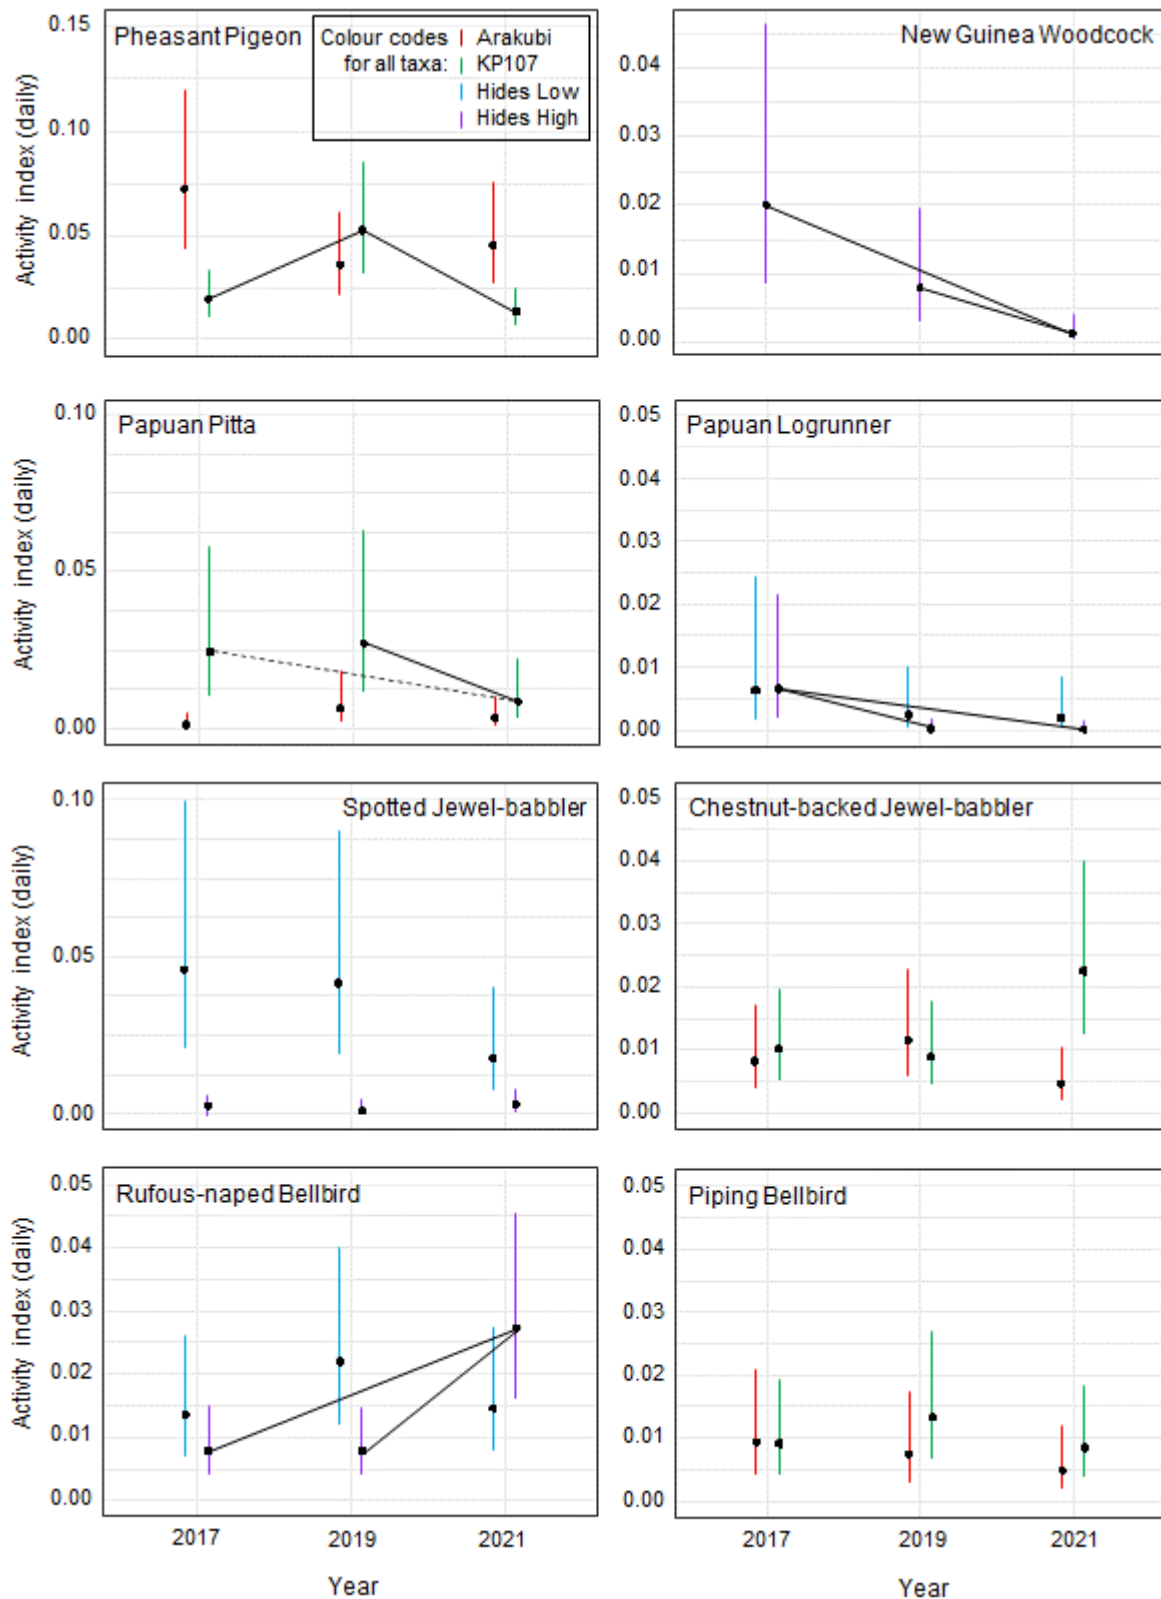 Pheasant Pigeon
Colour codes
for all taxa:
Arakubi
KP107
Hides Low
Hides High
Activity index (daily)
0.15
0.10
0.05
0.00
New Guinea Woodcock
0.04
0.03
0.02
0.01
0.00
Papuan Pitta
Activity index (daily)
0.10
0.05
0.00
Papuan Logrunner
0.05
0.04
0.03
0.02
0.01
0.00
Spotted Jewel-babbler
Activity index (daily)
0.10
0.05
0.00
Chestnut-backed Jewel-babbler
0.05
0.04
0.03
0.02
0.01
0.00
Rufous-naped Bellbird
Activity index (daily)
0.05
0.04
0.03
0.02
0.01
0.00
2017 2019 2021
Year
Piping Bellbird
0.05
0.04
0.03
0.02
0.01
0.00
2017 2019 2021
Year